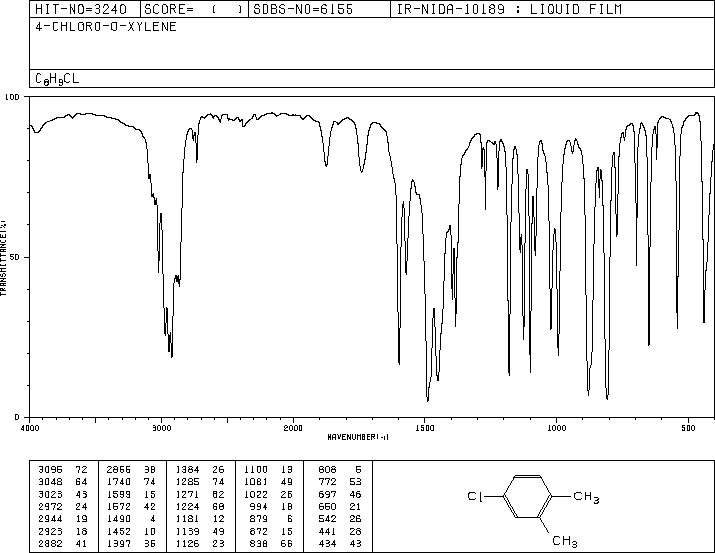 HIT-NO=3240 SCORE= ( ) SDBS-NO=6155 IR-NIDA-10189 : LIQUID FILM
4-CHLORO-O-XYLENE
C8H9CL
100
TRANSMITTANCE(%)
50
0
4000 3000 2000 1500 1000 500
WAVENUMBER(-1)
3095 72 2866 38 1384 26 1100 13 808 5
3048 64 1740 74 1285 74 1081 49 772 53
3023 43 1599 15 1271 62 1022 26 697 46
2972 24 1572 42 1224 68 994 18 650 21
2944 19 1490 4 1181 12 879 6 542 26
2923 18 1452 10 1139 49 872 15 441 28
2882 41 1397 36 1126 23 838 66 434 43
Cl
CH3
CH3